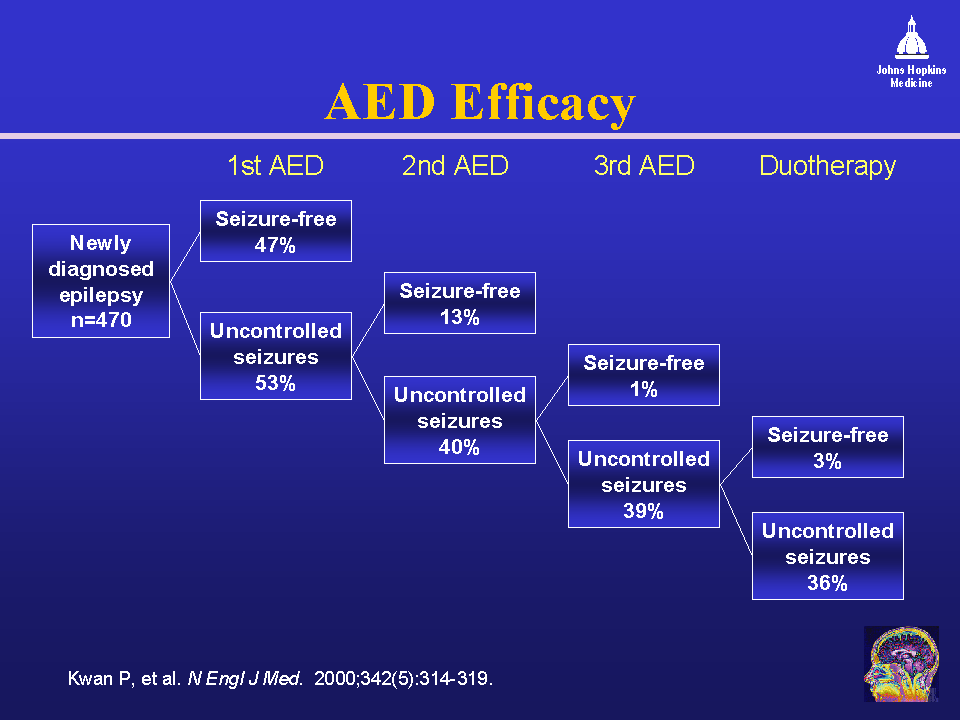 Johns Hopkins
Medicine
AED Efficacy
1st AED
2nd AED
3rd AED
Duotherapy
Newly
diagnosed
epilepsy
n=470
Seizure-free
47%
Uncontrolled
seizures
53%
Seizure-free
13%
Uncontrolled
seizures
40%
Seizure-free
1%
Uncontrolled
seizures
39%
Seizure-free
3%
Uncontrolled
seizures
36%
Kwan P, et al. N Engl J Med. 2000;342(5):314-319.